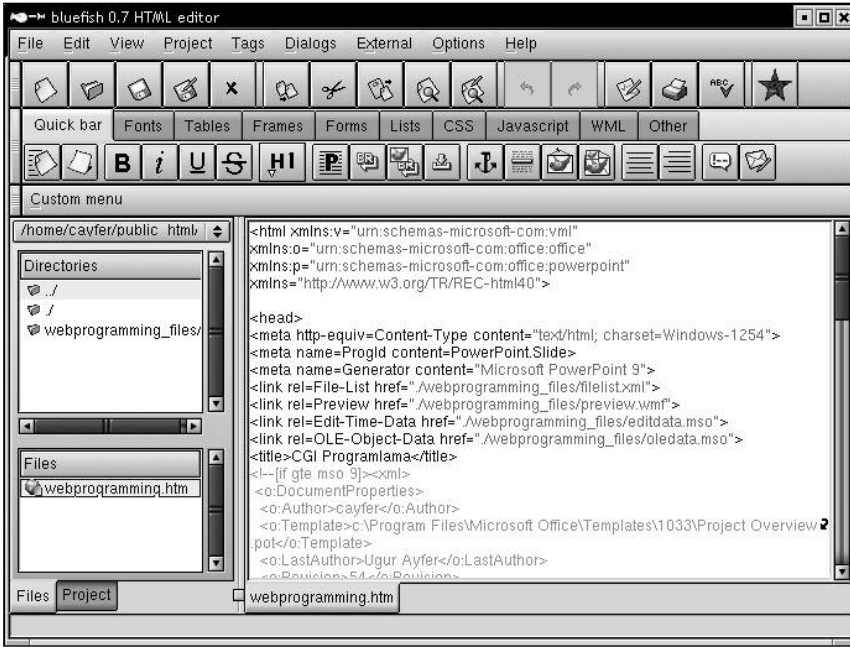 bluefish 0.7 HTML editor
File Edit View Project Tags Dialogs External Options Help
ABC
Quick bar Fonts Tables Frames Forms Lists CSS Javascript WML Other
B i U S H1 P BR BR
Custom menu
/home/cayfer/public_html/
Directories
../
./
webprogramming_files/
Files
webprogramming.htm
Files Project
<html xmlns:v="urn:schemas-microsoft-com:vml"
xmlns:o="urn:schemas-microsoft-com:office:office"
xmlns:p="urn:schemas-microsoft-com:office:powerpoint"
xmlns="http://www.w3.org/TR/REC-html40">
<head>
<meta http-equiv=Content-Type content="text/html; charset=Windows-1254">
<meta name=ProgId content=PowerPoint.Slide>
<meta name=Generator content="Microsoft PowerPoint 9">
<link rel=File-List href="./webprogramming_files/filelist.xml">
<link rel=Preview href="./webprogramming_files/preview.wmf">
<link rel=Edit-Time-Data href="./webprogramming_files/editdata.mso">
<link rel=OLE-Object-Data href="./webprogramming_files/oledata.mso">
<title>CGI Programlama</title>
<!--[if gte mso 9]><xml>
<o:DocumentProperties>
<o:Author>cayfer</o:Author>
<o:Template>c:\Program Files\Microsoft Office\Templates\1033\Project Overview
.pot</o:Template>
<o:LastAuthor>Ugur Ayfer</o:LastAuthor>
<o:Revision>54</o:Revision>
webprogramming.htm